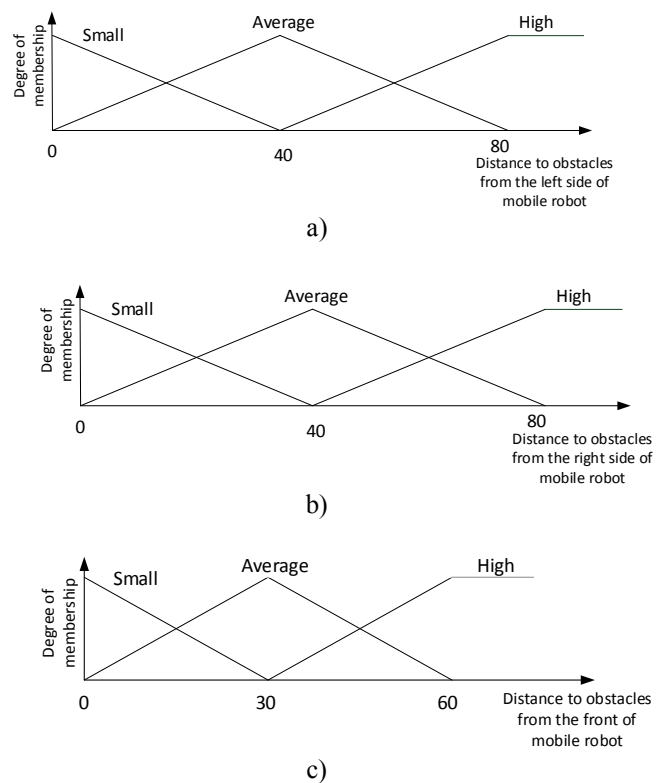 Degree of
membership
Small
Average
High
0
40
80
Distance to obstacles
from the left side of
mobile robot
a)
Degree of
membership
Small
Average
High
0
40
80
Distance to obstacles
from the right side of
mobile robot
b)
Degree of
membership
Small
Average
High
0
30
60
Distance to obstacles
from the front of
mobile robot
c)